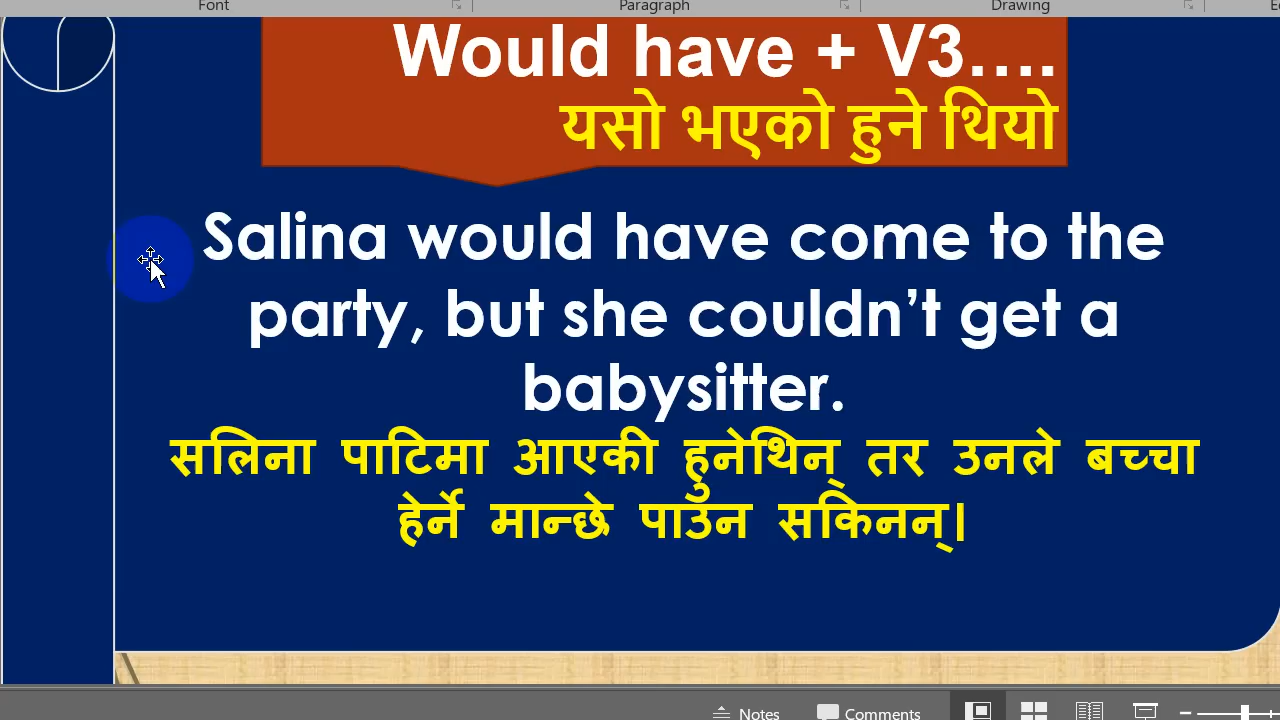 Font Paragraph Drawing
Would have + V3....
यसो भएको हुने थियो
Salina would have come to the
party, but she couldn’t get a
babysitter.
सलिना पाटिमा आएकी हुनेथिन् तर उनले बच्चा
हेर्ने मान्छे पाउन सकिनन्।
Notes Comments